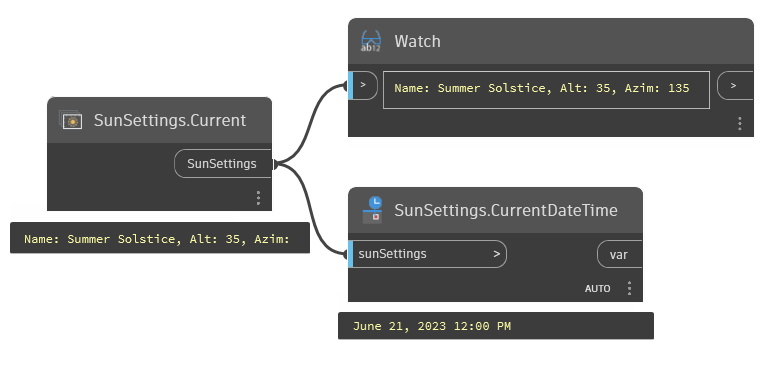 Watch
> Name: Summer Solstice, Alt: 35, Azim: 135 >
SunSettings.Current
SunSettings
Name: Summer Solstice, Alt: 35, Azim:
SunSettings.CurrentDateTime
sunSettings > var
AUTO
June 21, 2023 12:00 PM